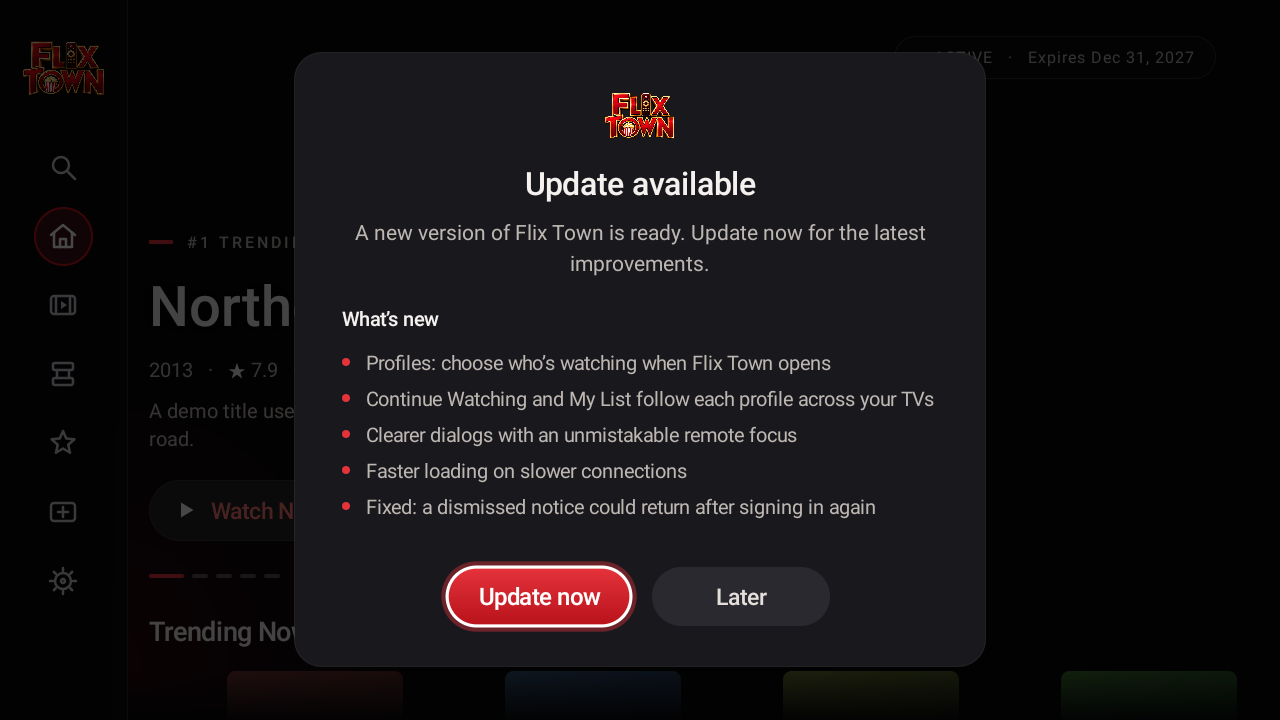 FLiX
TOWN
ACTIVE · Expires Dec 31, 2027
FLiX
TOWN
Update available
A new version of Flix Town is ready. Update now for the latest
improvements.
What's new
Profiles: choose who's watching when Flix Town opens
Continue Watching and My List follow each profile across your TVs
Clearer dialogs with an unmistakable remote focus
Faster loading on slower connections
Fixed: a dismissed notice could return after signing in again
Update now
Later
#1 TRENDIN
North
2013 · ★ 7.9
A demo title use
road.
Watch N
Trending Now